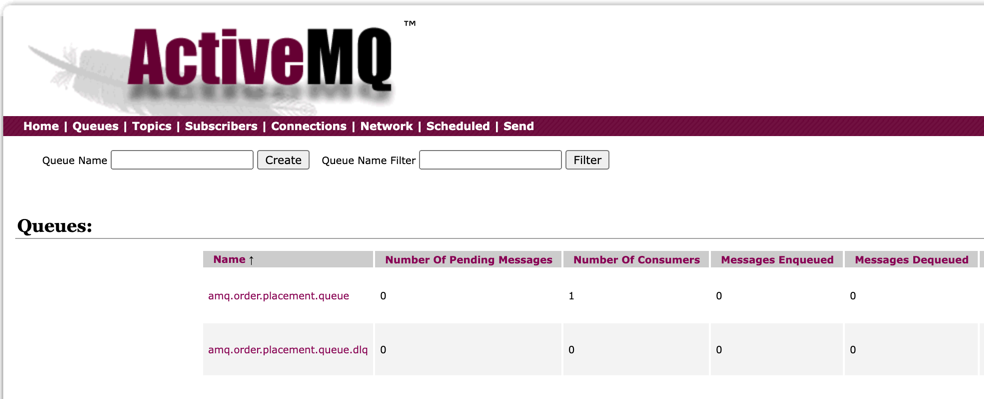 ActiveMQ™
Home | Queues | Topics | Subscribers | Connections | Network | Scheduled | Send
Queue Name Create Queue Name Filter Filter
Queues:
Name ↑ Number Of Pending Messages Number Of Consumers Messages Enqueued Messages Dequeued
amq.order.placement.queue 0 1 0 0
amq.order.placement.queue.dlq 0 0 0 0